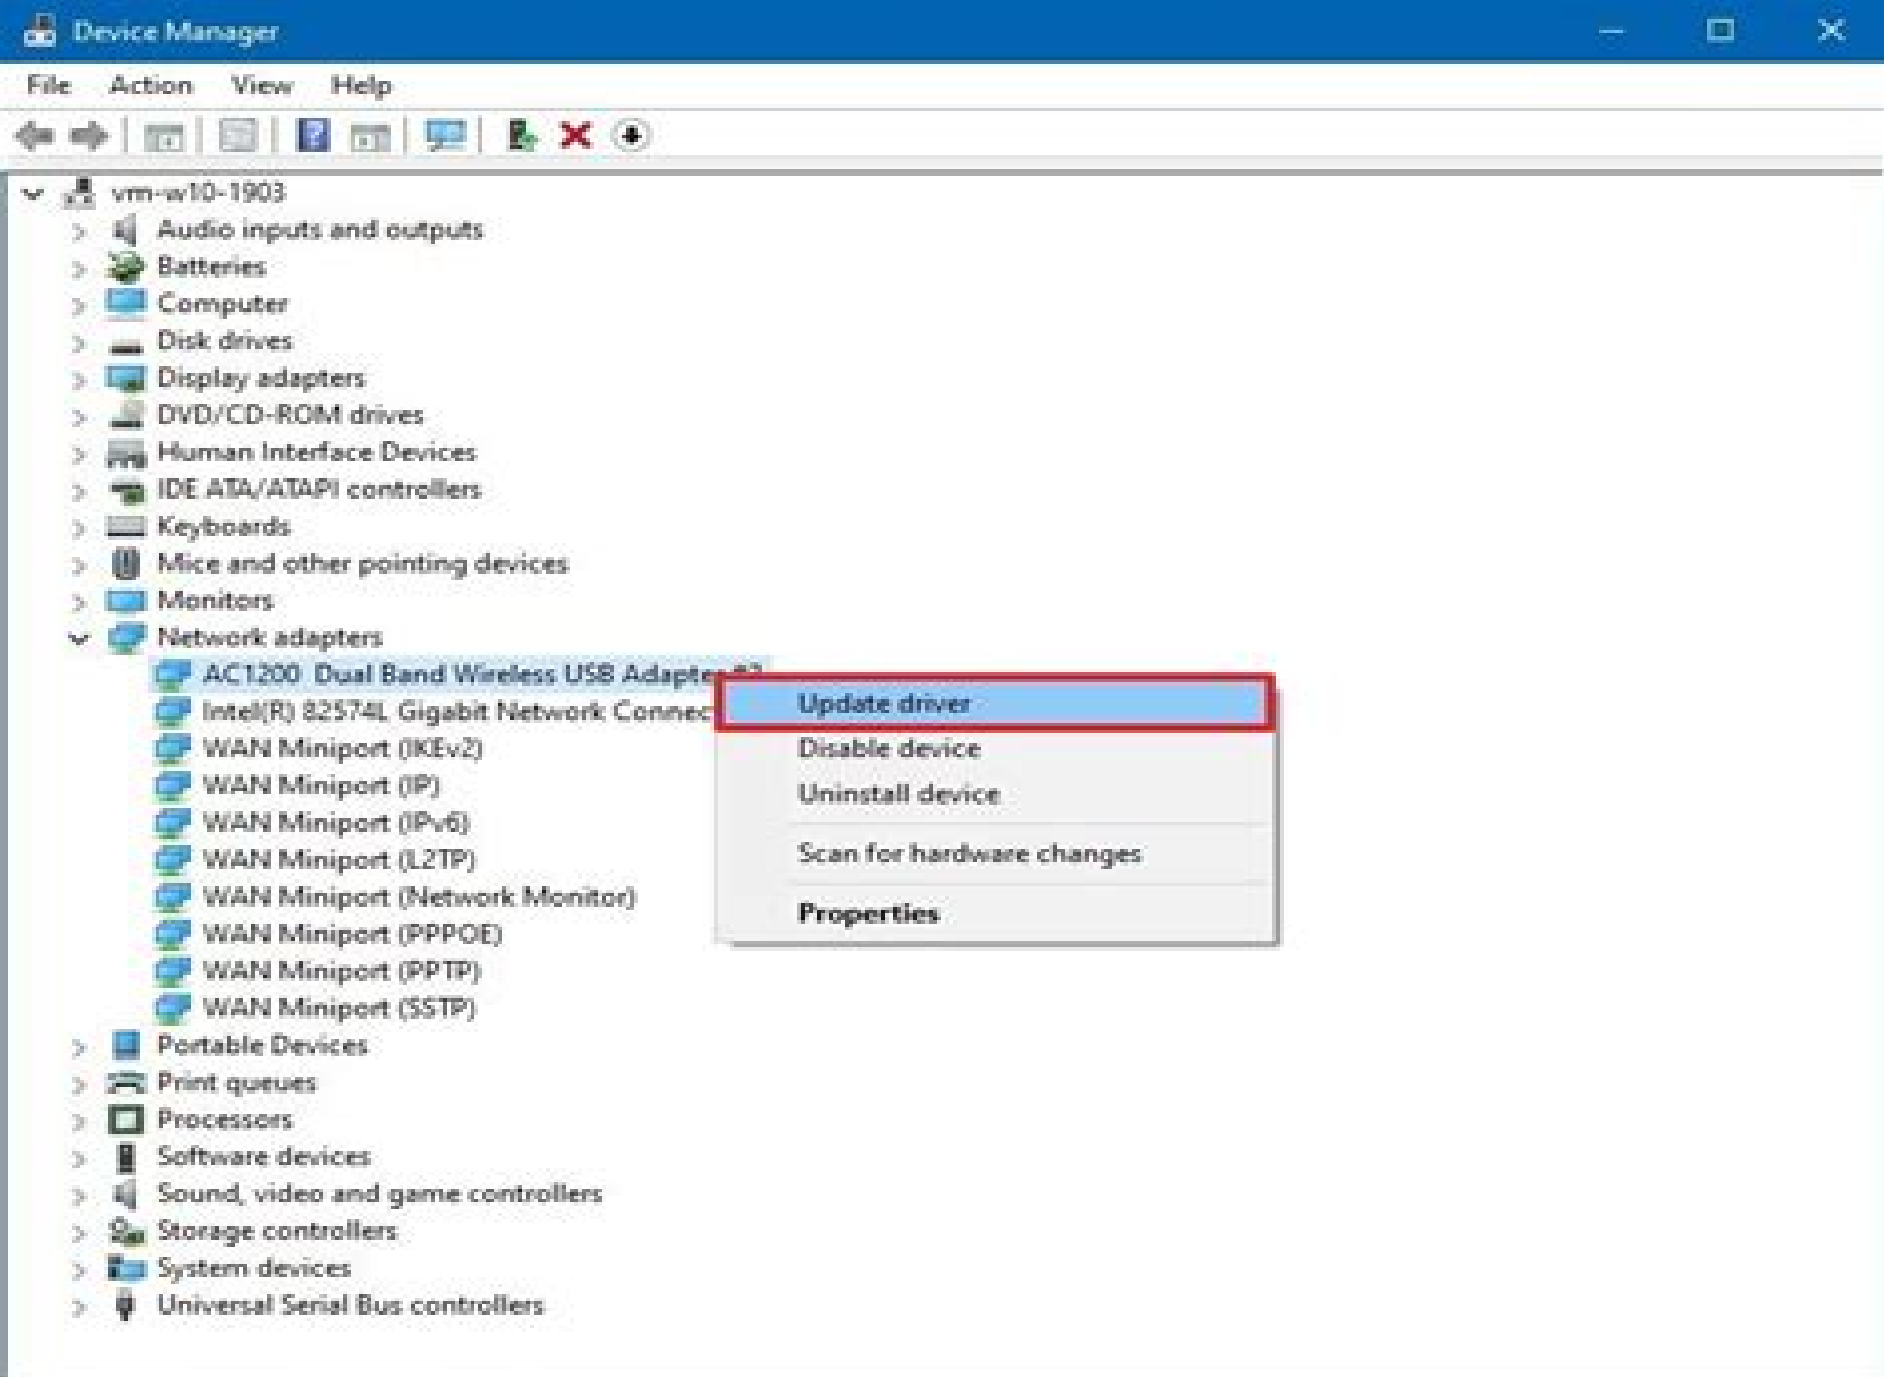 Device Manager
File Action View Help
vm-w10-1903
Audio inputs and outputs
Batteries
Computer
Disk drives
Display adapters
DVD/CD-ROM drives
Human Interface Devices
IDE ATA/ATAPI controllers
Keyboards
Mice and other pointing devices
Monitors
Network adapters
AC1200 Dual Band Wireless USB Adapter
Intel(R) 82574L Gigabit Network Connec
WAN Miniport (IKEv2)
WAN Miniport (IP)
WAN Miniport (IPv6)
WAN Miniport (L2TP)
WAN Miniport (Network Monitor)
WAN Miniport (PPPOE)
WAN Miniport (PPTP)
WAN Miniport (SSTP)
Portable Devices
Print queues
Processors
Software devices
Sound, video and game controllers
Storage controllers
System devices
Universal Serial Bus controllers
Update driver
Disable device
Uninstall device
Scan for hardware changes
Properties